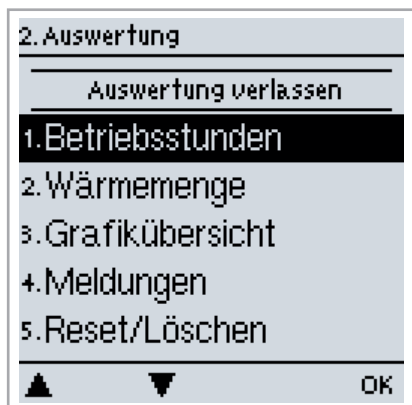 2. Auswertung
Auswertung verlassen
1. Betriebsstunden
2. Wärmemenge
3. Grafikübersicht
4. Meldungen
5. Reset/Löschen
OK